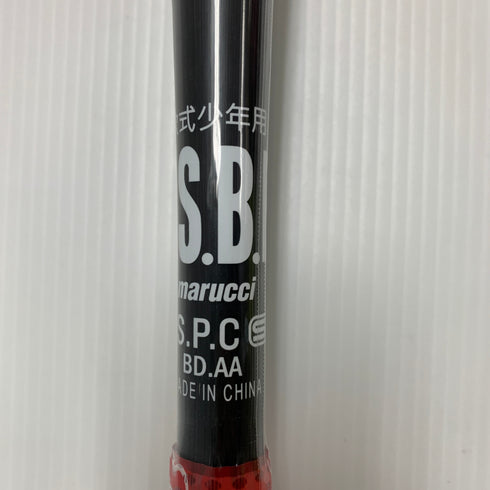 式少年用
S.B.
marucci
S.P.C S
BD.AA
ADE IN CHINA